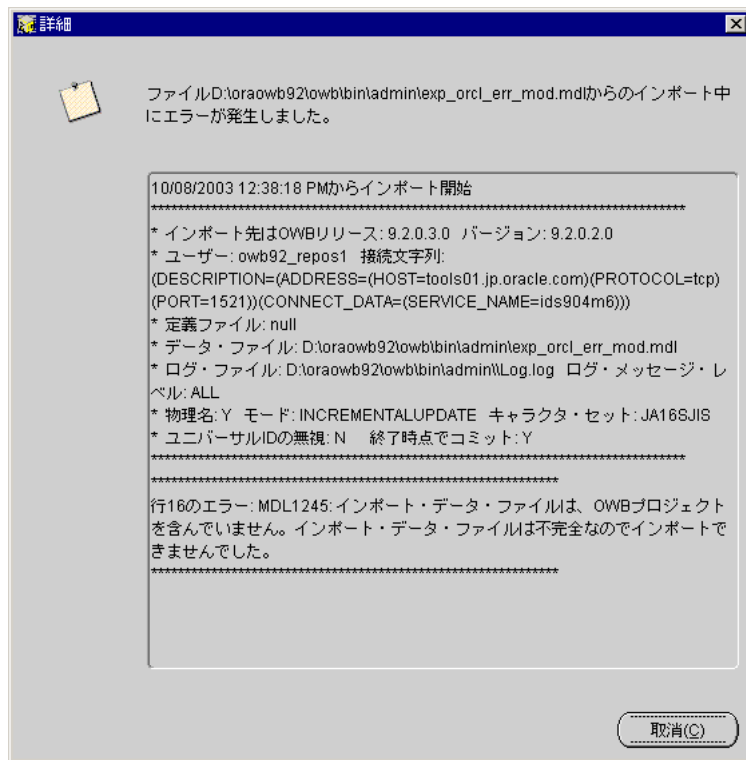 詳細
ファイルD:\oraowb92\owb\bin\admin\exp_orcl_err_mod.mdlからのインポート中
にエラーが発生しました。
10/08/2003 12:38:18 PMからインポート開始
********************************************************************************
* インポート先はOWBリリース: 9.2.0.3.0 バージョン: 9.2.0.2.0
* ユーザー: owb92_repos1 接続文字列:
(DESCRIPTION=(ADDRESS=(HOST=tools01.jp.oracle.com)(PROTOCOL=tcp)
(PORT=1521))(CONNECT_DATA=(SERVICE_NAME=ids904m6)))
* 定義ファイル: null
* データ・ファイル: D:\oraowb92\owb\bin\admin\exp_orcl_err_mod.mdl
* ログ・ファイル: D:\oraowb92\owb\bin\admin\\Log.log ログ・メッセージ・レ
ベル: ALL
* 物理名: Y モード: INCREMENTALUPDATE キャラクタ・セット: JA16SJIS
* ユニバーサルIDの無視: N 終了時点でコミット: Y
********************************************************************************
*************************************************************
行16のエラー: MDL1245: インポート・データ・ファイルは、OWBプロジェクト
を含んでいません。インポート・データ・ファイルは不完全なのでインポートで
きませんでした。
*************************************************************
取消(C)